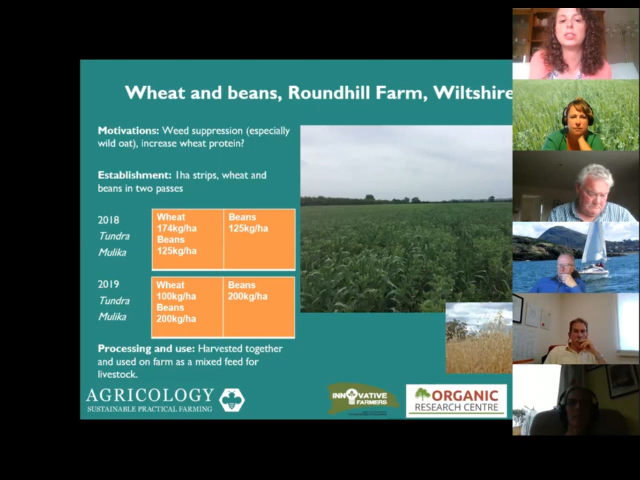 Wheat and beans, Roundhill Farm, Wiltshire
Motivations: Weed suppression (especially
wild oat), increase wheat protein?
Establishment: 1ha strips, wheat and
beans in two passes
2018
Tundra
Mulika
Wheat
174kg/ha
Beans
125kg/ha
Beans
125kg/ha
2019
Tundra
Mulika
Wheat
100kg/ha
Beans
200kg/ha
Beans
200kg/ha
Processing and use: Harvested together
and used on farm as a mixed feed for
livestock.
AGRICOLOGY
SUSTAINABLE PRACTICAL FARMING
INNOVATIVE
FARMERS
ORGANIC
RESEARCH CENTRE